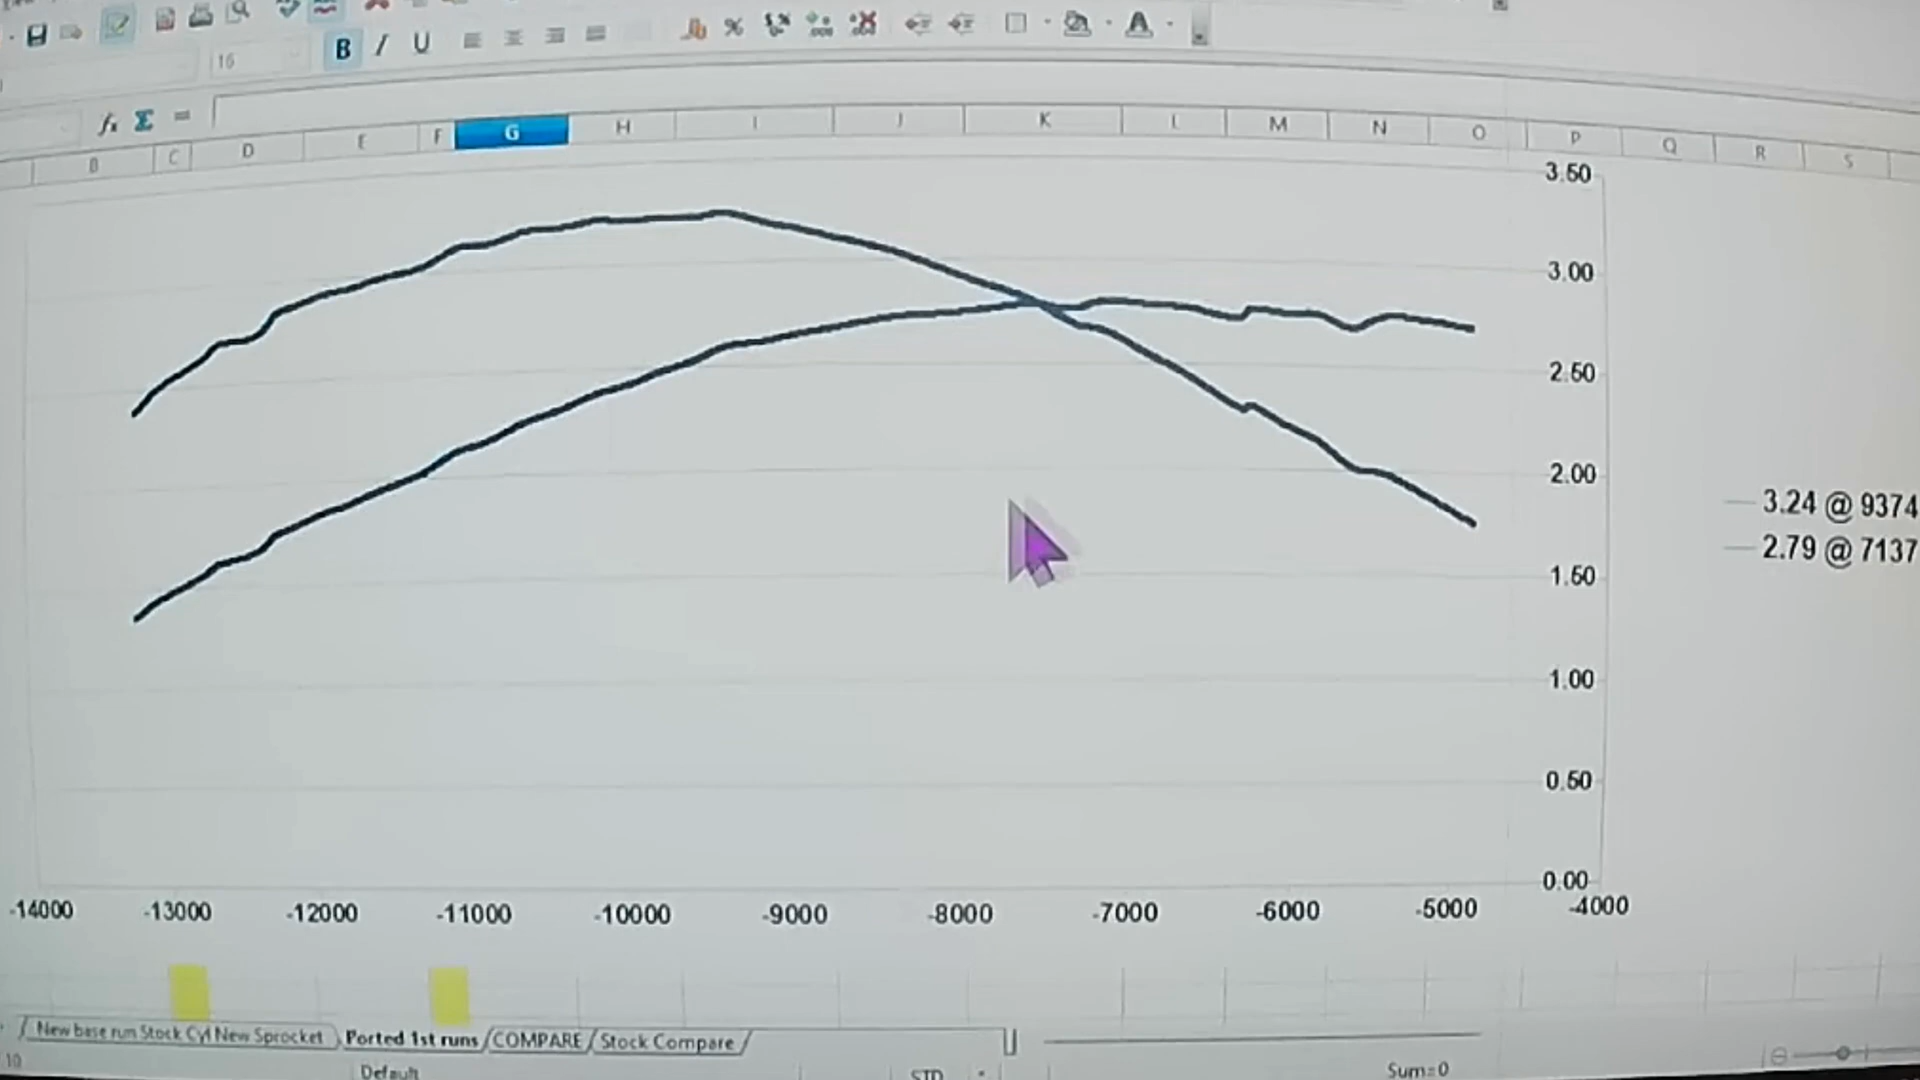 16
B I U
%
A
fx Σ =
B C D E F G H I J K L M N O P Q R S
3.50
3.00
2.50
2.00
1.50
1.00
0.50
0.00
3.24 @ 9374
2.79 @ 7137
-14000 -13000 -12000 -11000 -10000 -9000 -8000 -7000 -6000 -5000 -4000
New base run Stock Cyl New Sprocket Ported 1st runs COMPARE Stock Compare
10 Default STD Sum=0